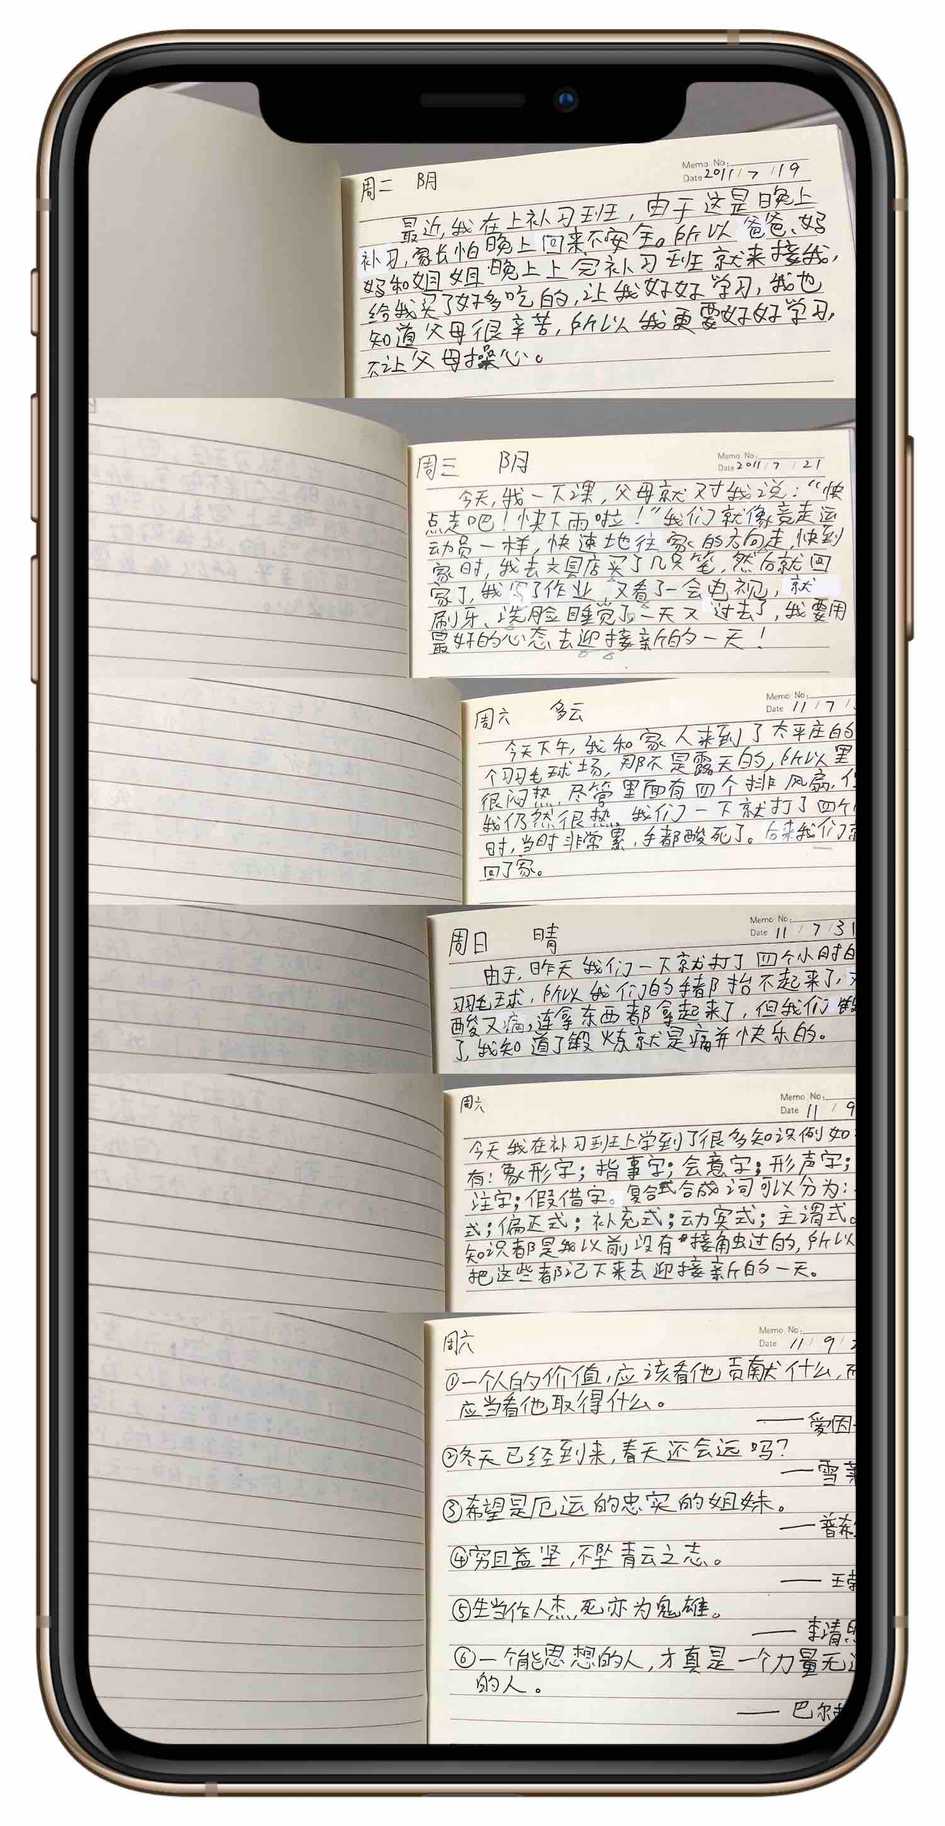 Memo No.
Date 2011 / 7 / 19
周二 阴
最近,我在上补习班,由于这是晚上
补习,家长怕晚上回来不安全。所以爸爸、妈
妈和姐姐晚上上完补习班就来接我,
给我买了好多吃的,让我好好学习,我也
知道父母很辛苦,所以我更要好好学习,
不让父母操心。
Memo No.
Date 2011 / 7 / 21
周三 阴
今天,我一下课,父母就对我说:“快
点走吧!快下雨啦!”我们就像竞走运
动员一样,快速地往家的方向走,快到
家时,我去文具店买了几只笔,然后就回
家了,我写了作业,又看了一会电视,就
刷牙、洗脸睡觉了一天又过去了,我要用
最好的心态去迎接新的一天!
Memo No.
Date 11 / 7 /
周六 多云
今天下午,我和家人来到了太平庄的
个羽毛球场,那不是露天的,所以里
很闷热,尽管里面有四个排风扇,但
我仍然很热,我们一下就打了四个
时,当时非常累,手都酸死了。后来我们
回了家。
Memo No.
Date 11 / 7 / 31
周日 晴
由于,昨天我们一下就打了四个小时的
羽毛球,所以我们的手都抬不起来了,
酸又痛,连拿东西都拿起来了,但我们
了,我知道了锻炼就是痛并快乐的。
Memo No.
Date 11 / 9
周六
今天我在补习班上学到了很多知识例如:
有:象形字;指事字;会意字;形声字;
注字;假借字。复合式合成词可以分为:
式;偏正式;补充式;动宾式;主谓式。
知识都是我以前没有接触过的,所以
把这些都记下来去迎接新的一天。
Memo No.
Date 11 / 9 /
周六
①一个人的价值,应该看他贡献什么,而
应当看他取得什么。
——爱因
②冬天已经到来,春天还会远吗?
——雪莱
③希望是厄运的忠实的姐妹。
——普希
④穷且益坚,不坠青云之志。
——王
⑤生当作人杰,死亦为鬼雄。
——李清
⑥一个能思想的人,才真是一个力量无
的人。
——巴尔